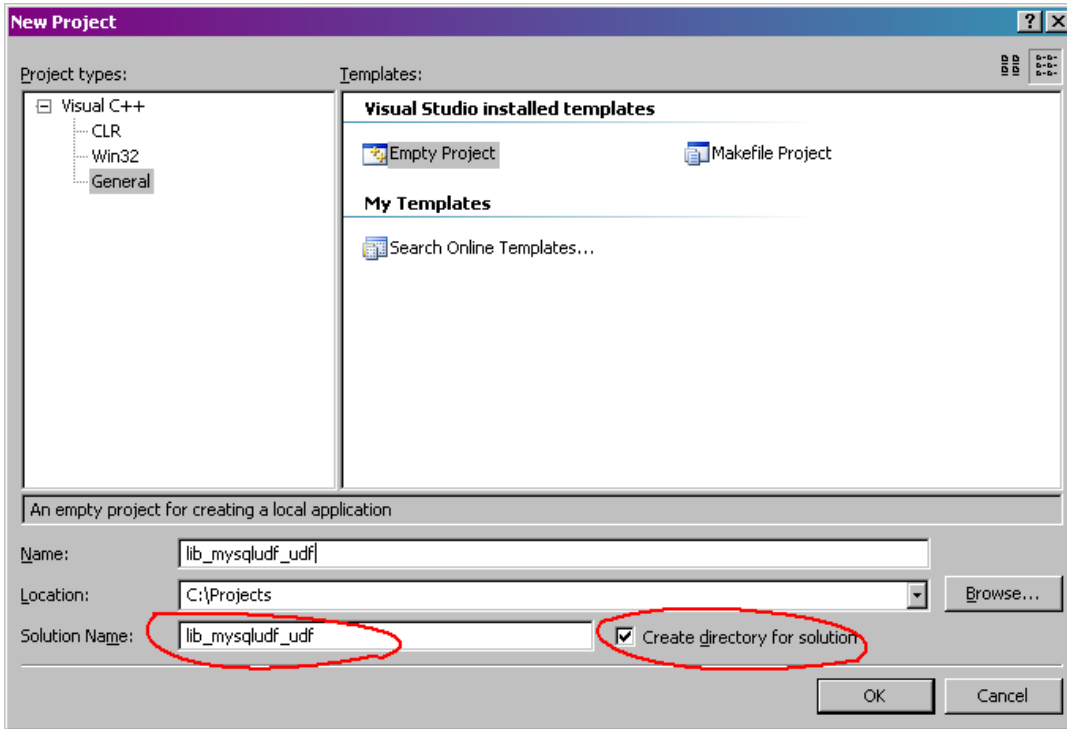 New Project
Project types:
Templates:
Visual C++
CLR
Win32
General
Visual Studio installed templates
Empty Project
Makefile Project
My Templates
Search Online Templates...
An empty project for creating a local application
Name:
lib_mysqludf_udf
Location:
C:\Projects
Browse...
Solution Name:
lib_mysqludf_udf
Create directory for solution
OK
Cancel